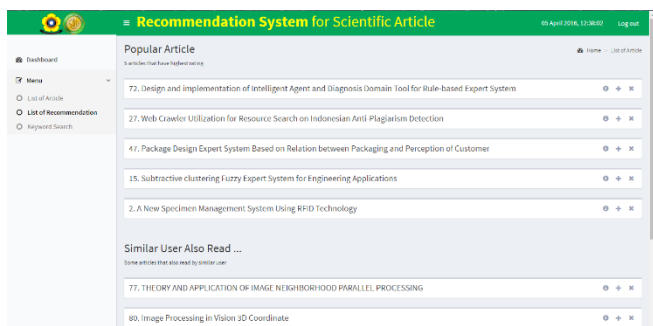 ≡ Recommendation System for Scientific Article
05 April 2016, 12:38:02 Log out
Dashboard
Menu
List of Article
List of Recommendation
Keyword Search
Popular Article
5 articles that have highest rating
Home > List of Article
72. Design and implementation of Intelligent Agent and Diagnosis Domain Tool for Rule-based Expert System
27. Web Crawler Utilization for Resource Search on Indonesian Anti-Plagiarism Detection
47. Package Design Expert System Based on Relation between Packaging and Perception of Customer
15. Subtractive clustering Fuzzy Expert System for Engineering Applications
2. A New Specimen Management System Using RFID Technology
Similar User Also Read ...
Some articles that also read by similar user
77. THEORY AND APPLICATION OF IMAGE NEIGHBORHOOD PARALLEL PROCESSING
80. Image Processing in Vision 3D Coordinate